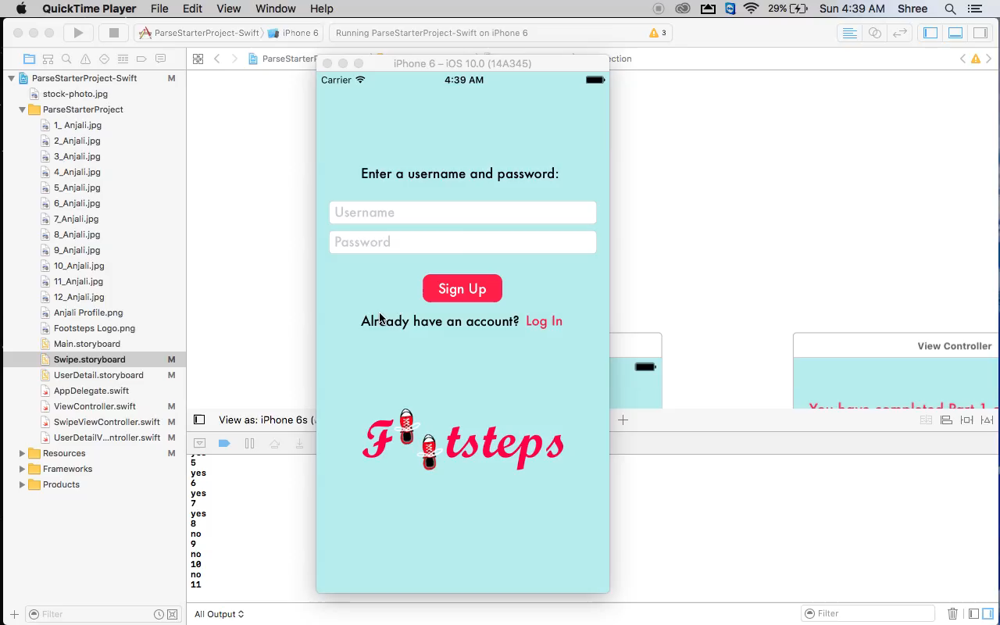 QuickTime Player File Edit View Window Help 29% Sun 4:39 AM Shree
ParseStarterProject-Swift iPhone 6 Running ParseStarterProject-Swift on iPhone 6 3
ParseStarterP
ection
iPhone 6 – iOS 10.0 (14A345)
Carrier 4:39 AM
ParseStarterProject-Swift M
stock-photo.jpg
ParseStarterProject
1_ Anjali.jpg
2_Anjali.jpg
3_Anjali.jpg
4_Anjali.jpg
5_Anjali.jpg
6_Anjali.jpg
7_Anjali.jpg
8_Anjali.jpg
9_Anjali.jpg
10_Anjali.jpg
11_Anjali.jpg
12_Anjali.jpg
Anjali Profile.png
Footsteps Logo.png
Main.storyboard
Swipe.storyboard M
UserDetail.storyboard M
AppDelegate.swift
ViewController.swift M
SwipeViewController.swift M
UserDetailV...ntroller.swift M
Resources M
Frameworks
Products
Filter
Enter a username and password:
Username
Password
Sign Up
Already have an account? Log In
Footsteps
View Controller
You have completed Part 1
View as: iPhone 6s (
yes
5
yes
6
yes
7
yes
8
no
9
no
10
no
11
All Output
Filter